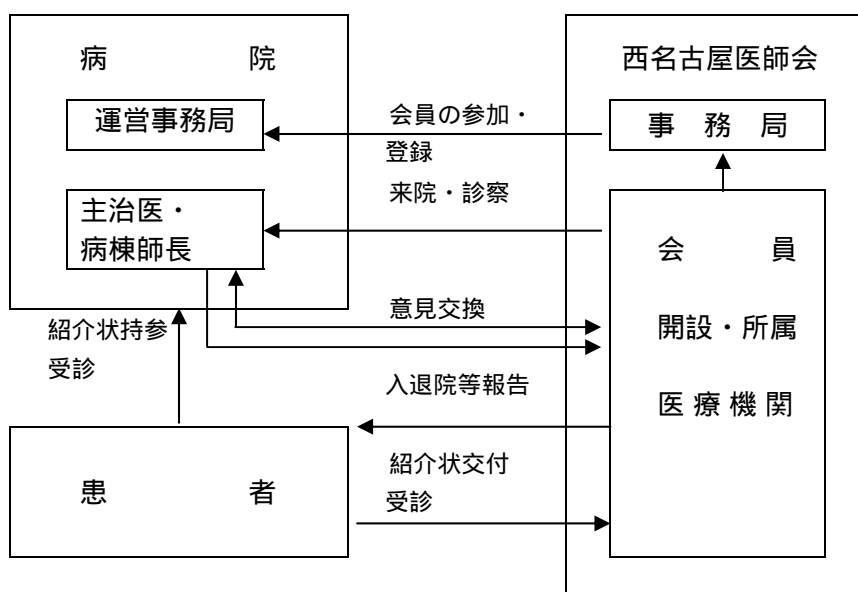 病　　　院
西名古屋医師会
運営事務局
会員の参加・
登録
事　務　局
主治医・
病棟師長
来院・診察
会　　　員
紹介状持参
受診
意見交換
開設・所属
入退院等報告
医 療 機 関
患　　　者
紹介状交付
受診